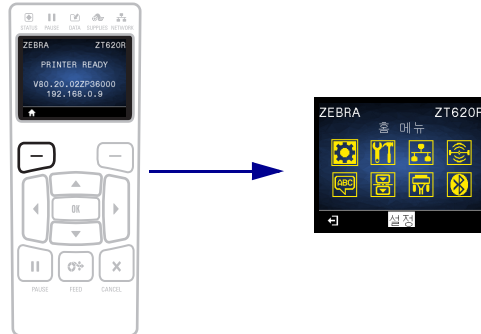 STATUS PAUSE DATA SUPPLIES NETWORK
ZEBRA ZT620R
PRINTER READY
V80.20.02ZP36000
192.168.0.9
OK
PAUSE FEED CANCEL
ZEBRA ZT620R
홈 메뉴
ABC
설정